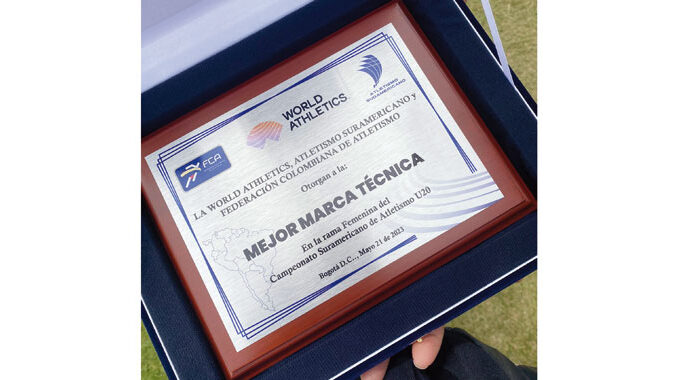 WORLD
ATHLETICS
ATLETISMO
SURAMERICANO
FCA
LA WORLD ATHLETICS, ATLETISMO SURAMERICANO y
FEDERACIÓN COLOMBIANA DE ATLETISMO
Otorgan a la:
MEJOR MARCA TÉCNICA
En la rama Femenina del
Campeonato Suramericano de Atletismo U20
Bogotá D.C.., Mayo 21 de 2023